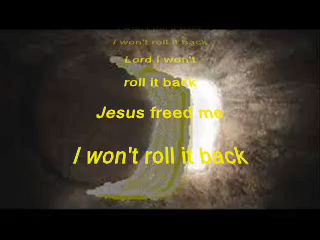 I won't roll it back
Lord I won't
roll it back
Jesus freed me
I won't roll it back